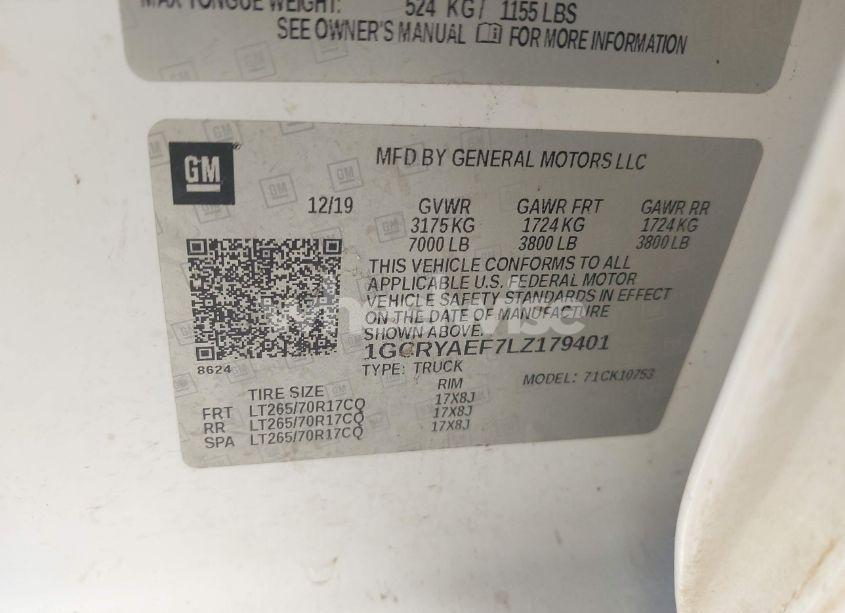 MAX TONGUE WEIGHT: 524 KG/ 1155 LBS
SEE OWNER'S MANUAL FOR MORE INFORMATION
GM
MFD BY GENERAL MOTORS LLC
12/19 GVWR GAWR FRT GAWR RR
3175 KG 1724 KG 1724 KG
7000 LB 3800 LB 3800 LB
THIS VEHICLE CONFORMS TO ALL
APPLICABLE U.S. FEDERAL MOTOR
VEHICLE SAFETY STANDARDS IN EFFECT
ON THE DATE OF MANUFACTURE
SHOWN ABOVE.
1GCRYAEF7LZ179401
8624
TYPE: TRUCK MODEL: 71CK10753
TIRE SIZE RIM
FRT LT265/70R17CQ 17X8J
RR LT265/70R17CQ 17X8J
SPA LT265/70R17CQ 17X8J